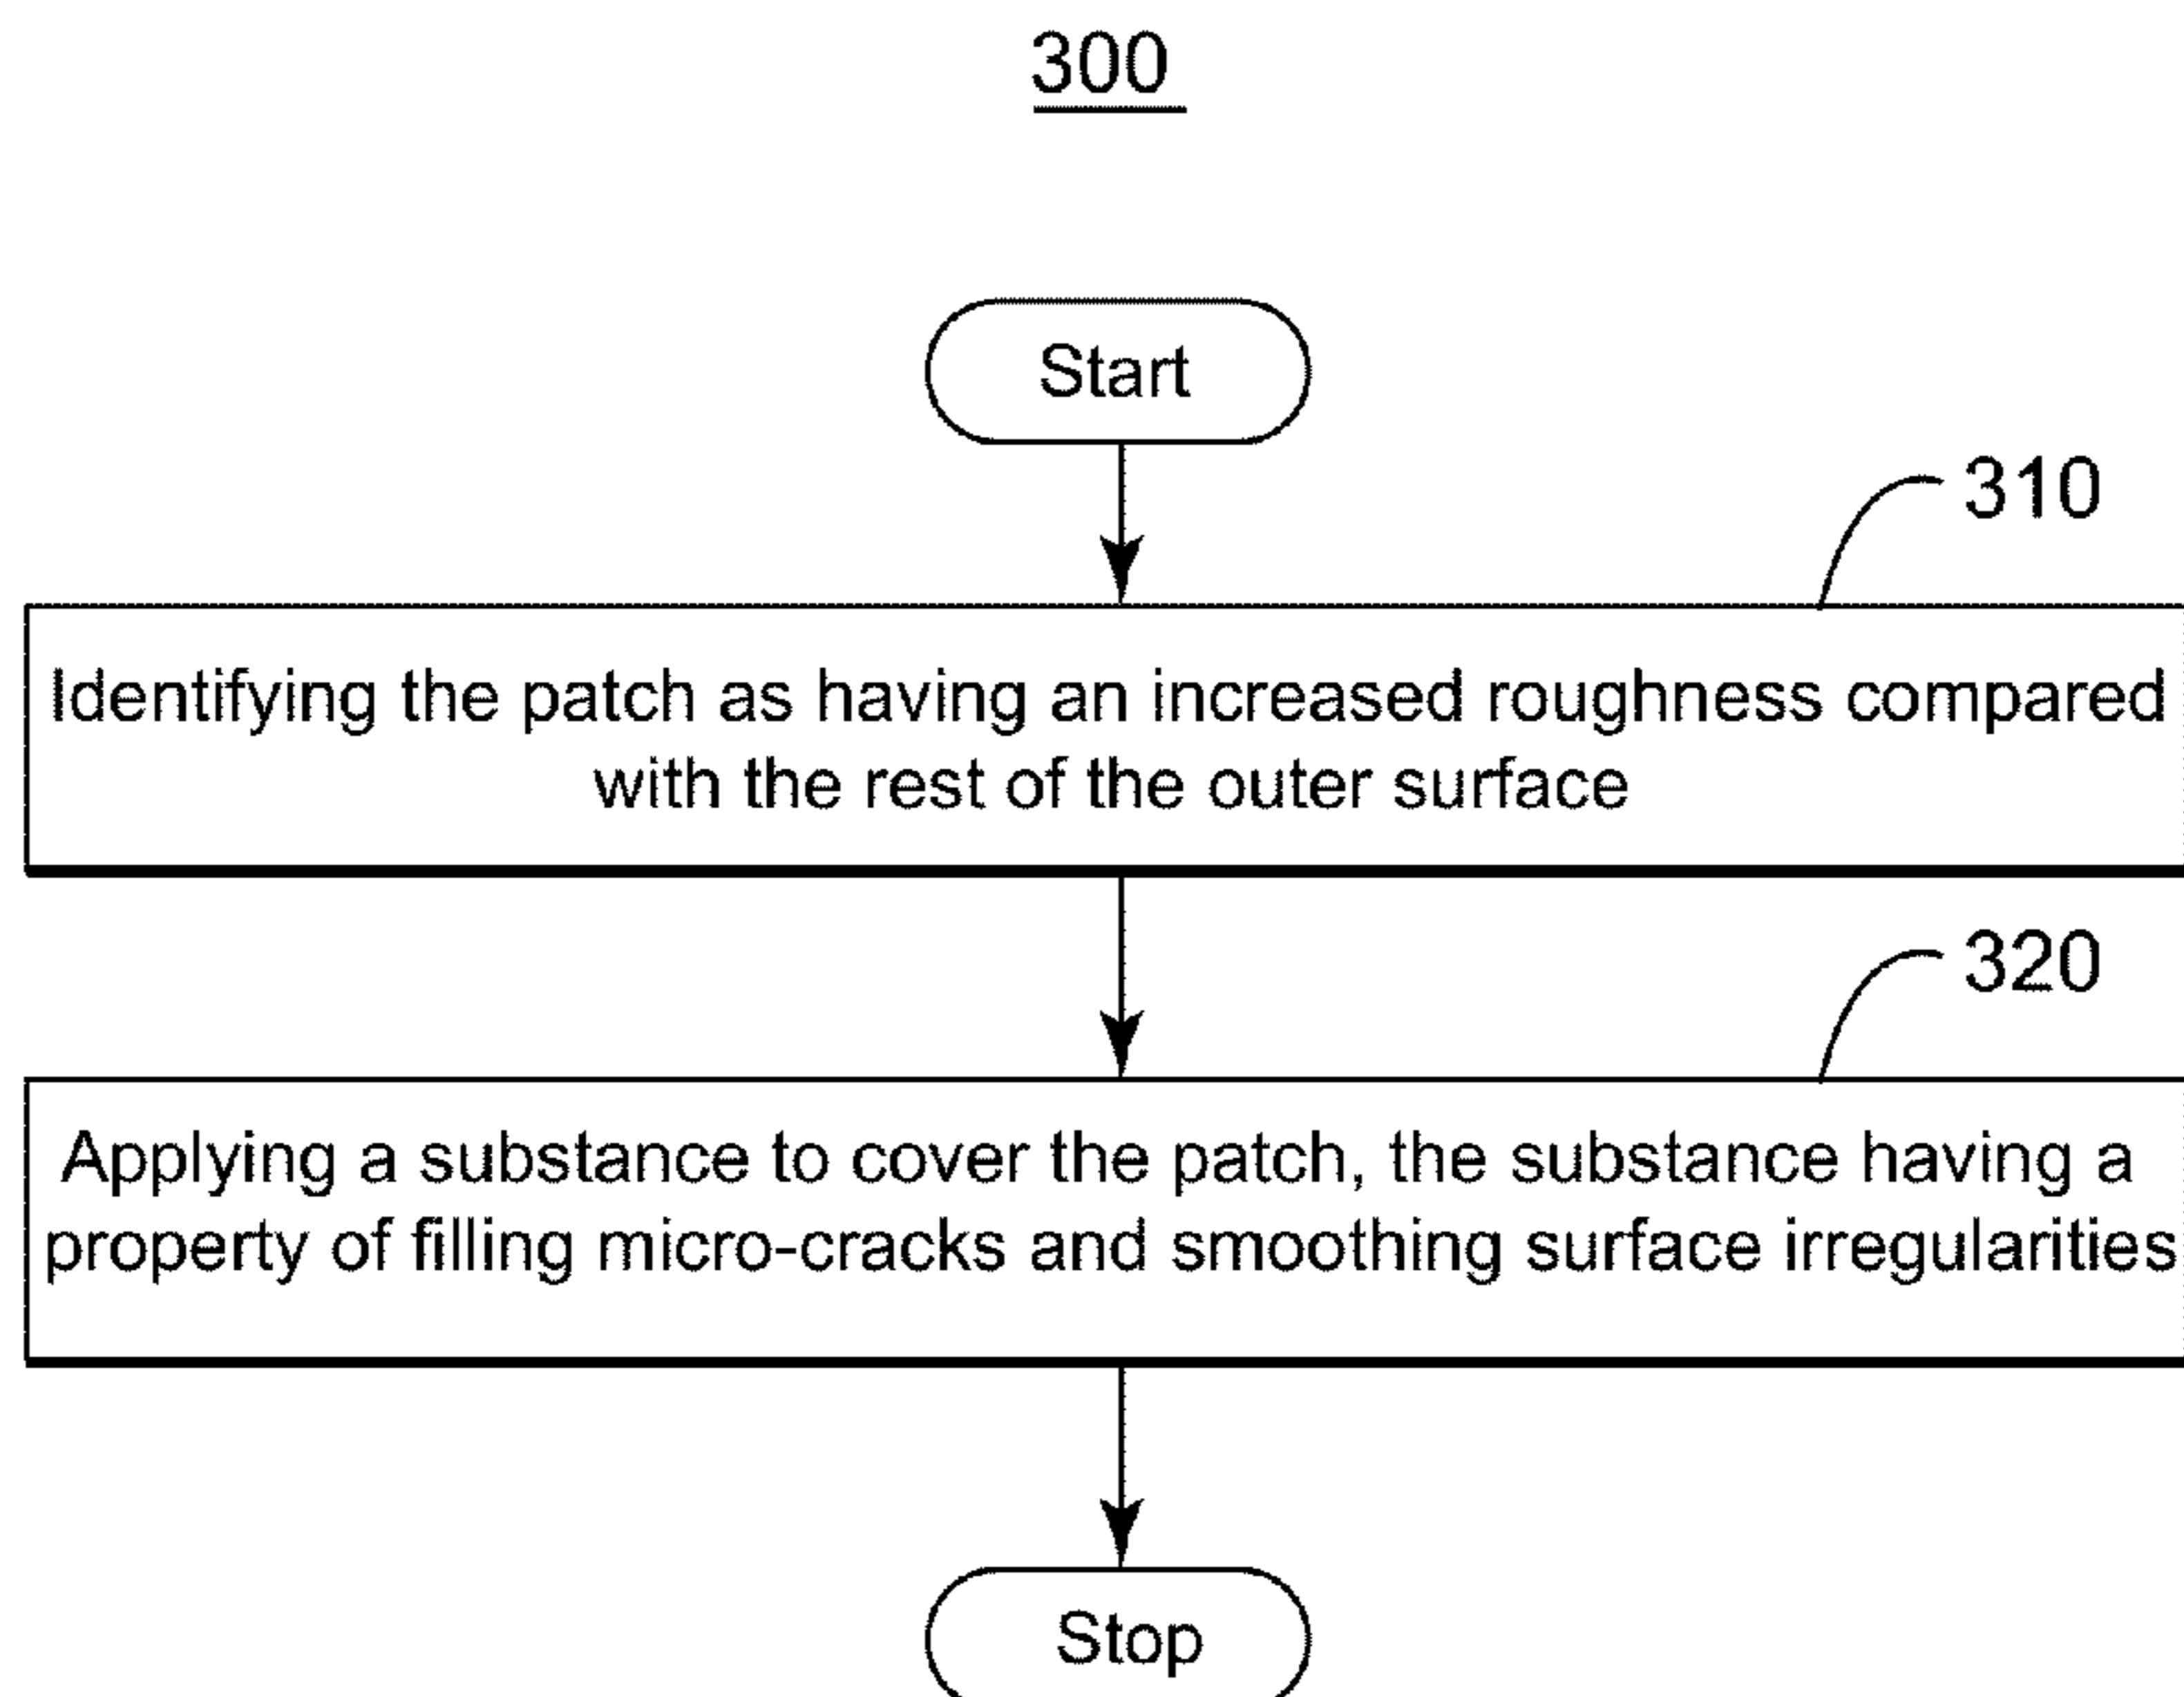 300
Start
310
Identifying the patch as having an increased roughness compared
with the rest of the outer surface
320
Applying a substance to cover the patch, the substance having a
property of filling micro-cracks and smoothing surface irregularities
Stop